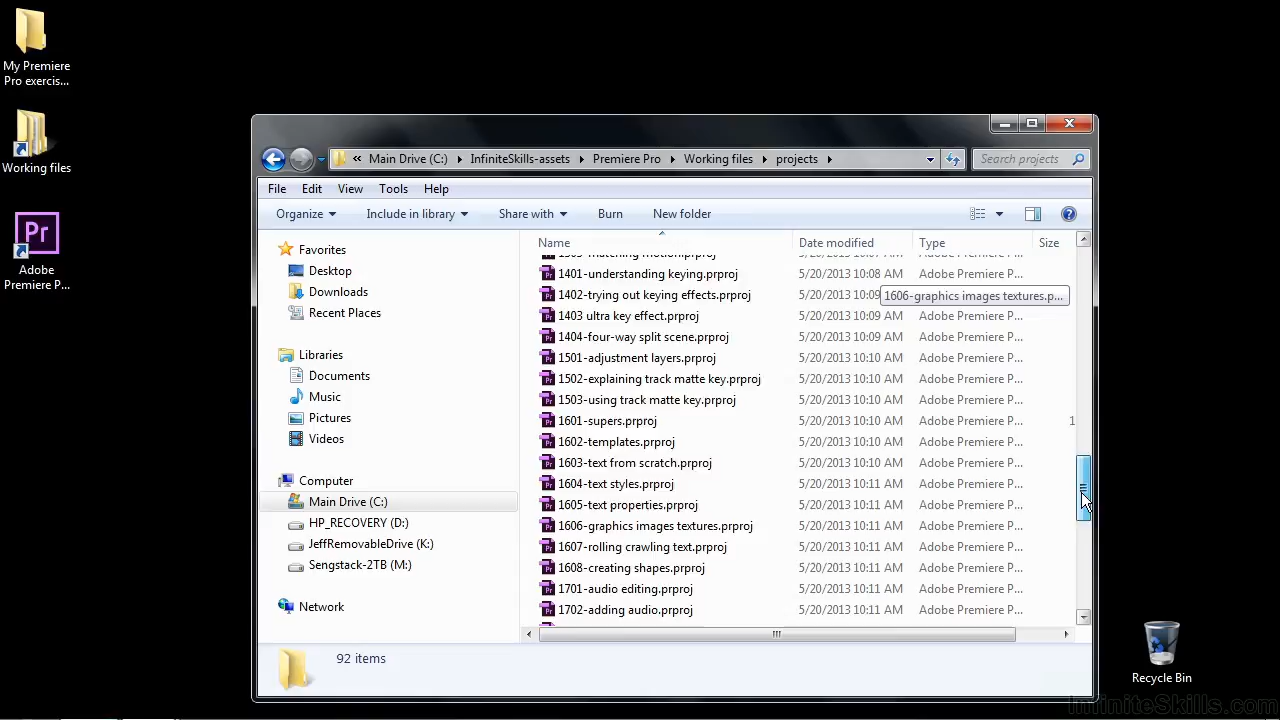 My Premiere
Pro exercis...
Working files
Adobe
Premiere P...
« Main Drive (C:) InfiniteSkills-assets Premiere Pro Working files projects
Search projects
File Edit View Tools Help
Organize Include in library Share with Burn New folder
Favorites
Desktop
Downloads
Recent Places
Libraries
Documents
Music
Pictures
Videos
Computer
Main Drive (C:)
HP_RECOVERY (D:)
JeffRemovableDrive (K:)
Sengstack-2TB (M:)
Network
Name Date modified Type Size
1401-understanding keying.prproj 5/20/2013 10:08 AM Adobe Premiere P...
1402-trying out keying effects.prproj 5/20/2013 10:09
1606-graphics images textures.p...
1403 ultra key effect.prproj 5/20/2013 10:09 AM Adobe Premiere P...
1404-four-way split scene.prproj 5/20/2013 10:09 AM Adobe Premiere P...
1501-adjustment layers.prproj 5/20/2013 10:10 AM Adobe Premiere P...
1502-explaining track matte key.prproj 5/20/2013 10:10 AM Adobe Premiere P...
1503-using track matte key.prproj 5/20/2013 10:10 AM Adobe Premiere P...
1601-supers.prproj 5/20/2013 10:10 AM Adobe Premiere P... 1
1602-templates.prproj 5/20/2013 10:10 AM Adobe Premiere P...
1603-text from scratch.prproj 5/20/2013 10:10 AM Adobe Premiere P...
1604-text styles.prproj 5/20/2013 10:11 AM Adobe Premiere P...
1605-text properties.prproj 5/20/2013 10:11 AM Adobe Premiere P...
1606-graphics images textures.prproj 5/20/2013 10:11 AM Adobe Premiere P...
1607-rolling crawling text.prproj 5/20/2013 10:11 AM Adobe Premiere P...
1608-creating shapes.prproj 5/20/2013 10:11 AM Adobe Premiere P...
1701-audio editing.prproj 5/20/2013 10:11 AM Adobe Premiere P...
1702-adding audio.prproj 5/20/2013 10:11 AM Adobe Premiere P...
92 items
Recycle Bin
InfiniteSkills.com